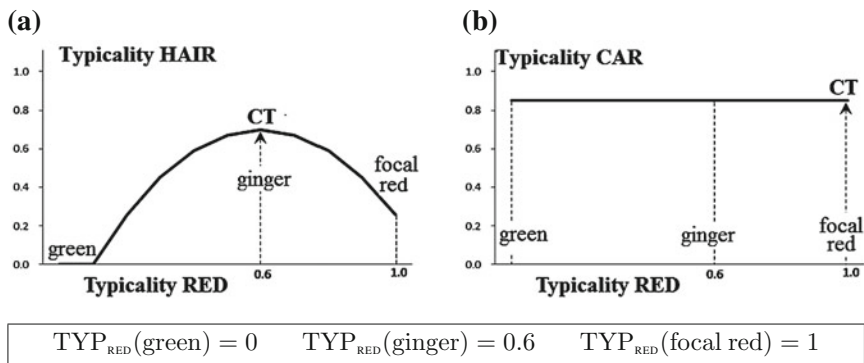 (a)
Typicality HAIR
1.0
0.8
0.6
0.4
0.2
0.0
CT
ginger
focal
red
green
0.6
1.0
Typicality RED
(b)
Typicality CAR
1.0
0.8
0.6
0.4
0.2
0.0
CT
green
ginger
focal
red
0.6
1.0
Typicality RED
TYP_RED(green) = 0 TYP_RED(ginger) = 0.6 TYP_RED(focal red) = 1